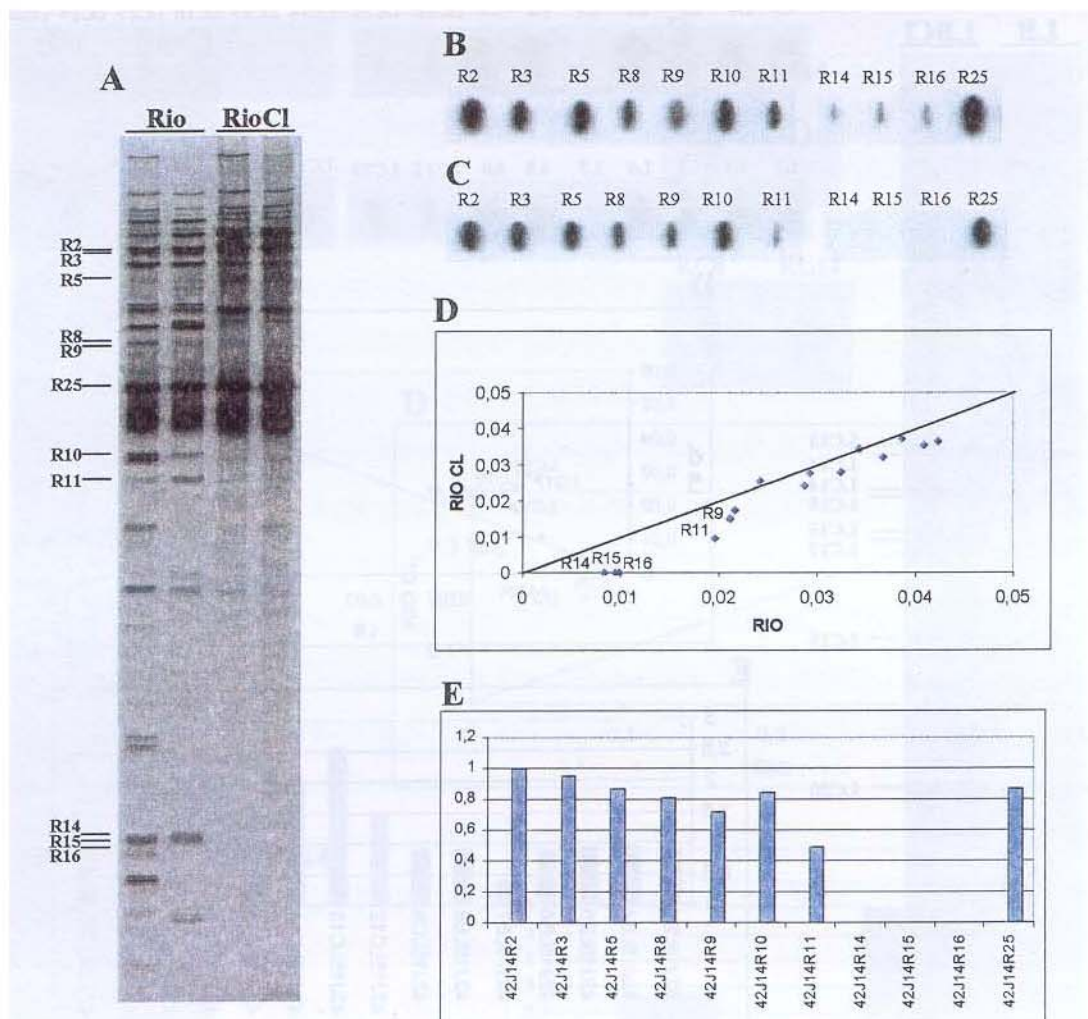 A
Rio RioCl
R2
R3
R5
R8
R9
R25
R10
R11
R14
R15
R16
B
R2 R3 R5 R8 R9 R10 R11 R14 R15 R16 R25
C
R2 R3 R5 R8 R9 R10 R11 R14 R15 R16 R25
D
0,05
0,04
0,03
0,02
0,01
0
RIO CL
R9
R11
R14
R15
R16
0 0,01 0,02 0,03 0,04 0,05
RIO
E
1,2
1
0,8
0,6
0,4
0,2
0
42J14R2
42J14R3
42J14R5
42J14R8
42J14R9
42J14R10
42J14R11
42J14R14
42J14R15
42J14R16
42J14R25